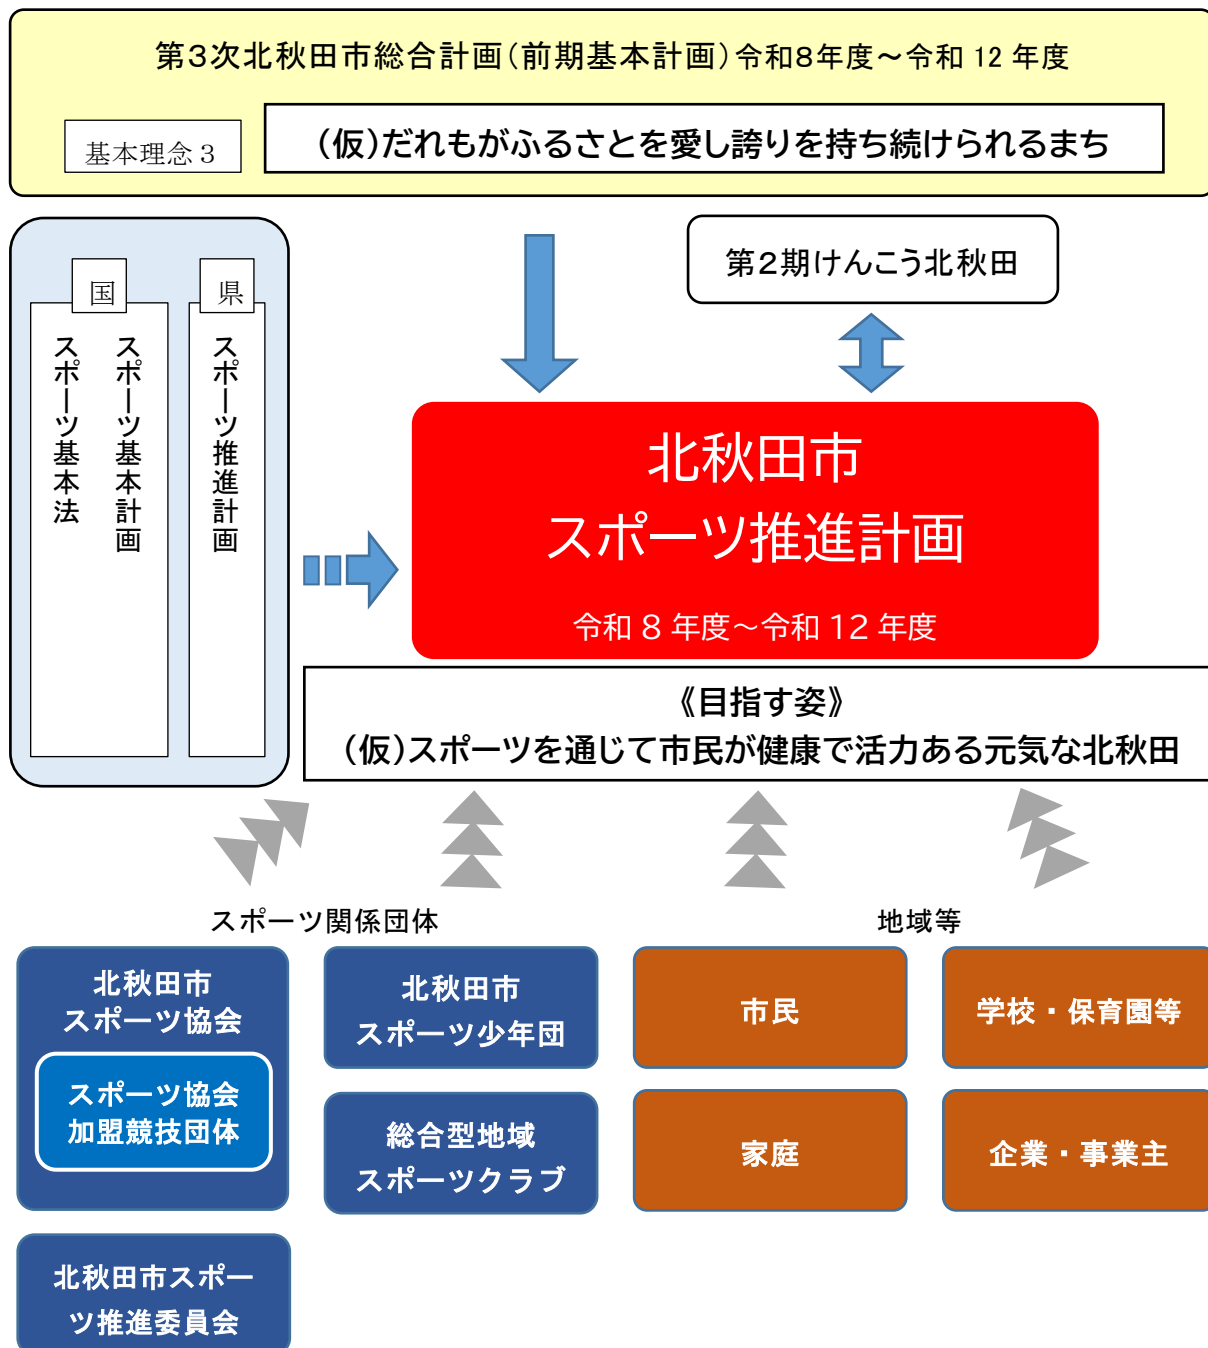 第3次北秋田市総合計画（前期基本計画）令和8年度～令和 12 年度
基本理念３
（仮）だれもがふるさとを愛し誇りを持ち続けられるまち
第2期けんこう北秋田
国
スポーツ基本計画
スポーツ基本法
県
スポーツ推進計画
北秋田市
スポーツ推進計画
令和 8 年度～令和 12 年度
《目指す姿》
（仮）スポーツを通じて市民が健康で活力ある元気な北秋田
スポーツ関係団体
北秋田市
スポーツ協会
スポーツ協会
加盟競技団体
北秋田市
スポーツ少年団
総合型地域
スポーツクラブ
北秋田市スポー
ツ推進委員会
地域等
市民
学校・保育園等
家庭
企業・事業主